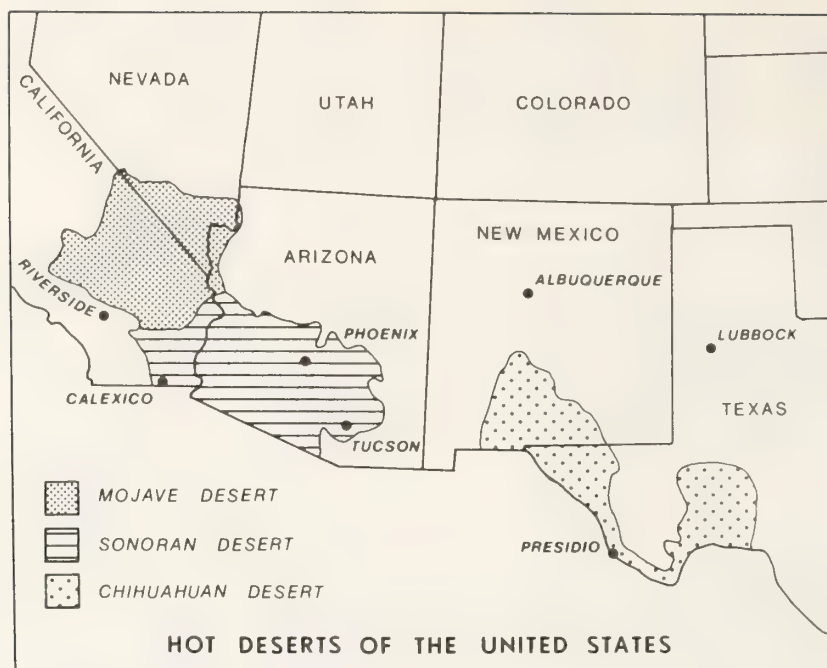 NEVADA
UTAH
COLORADO
CALIFORNIA
NEW MEXICO
ARIZONA
ALBUQUERQUE
RIVERSIDE
PHOENIX
LUBBOCK
CALEXICO
TEXAS
TUCSON
MOJAVE DESERT
SONORAN DESERT
PRESIDIO
CHIHUAHUAN DESERT
HOT DESERTS OF THE UNITED STATES